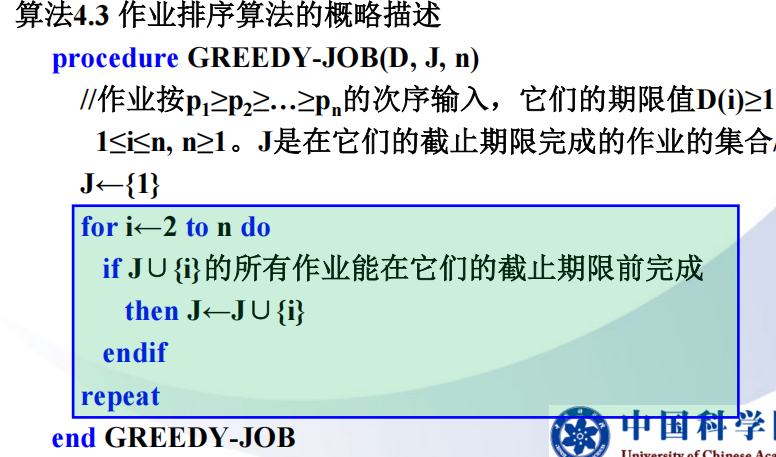 算法4.3 作业排序算法的概略描述
procedure GREEDY-JOB(D, J, n)
//作业按p₁≥p₂≥…≥pₙ的次序输入，它们的期限值D(i)≥1
1≤i≤n, n≥1。J是在它们的截止期限完成的作业的集合/
J←{1}
for i←2 to n do
if J∪{i}的所有作业能在它们的截止期限前完成
then J←J∪{i}
endif
repeat
end GREEDY-JOB
中国科学
University of Chinese